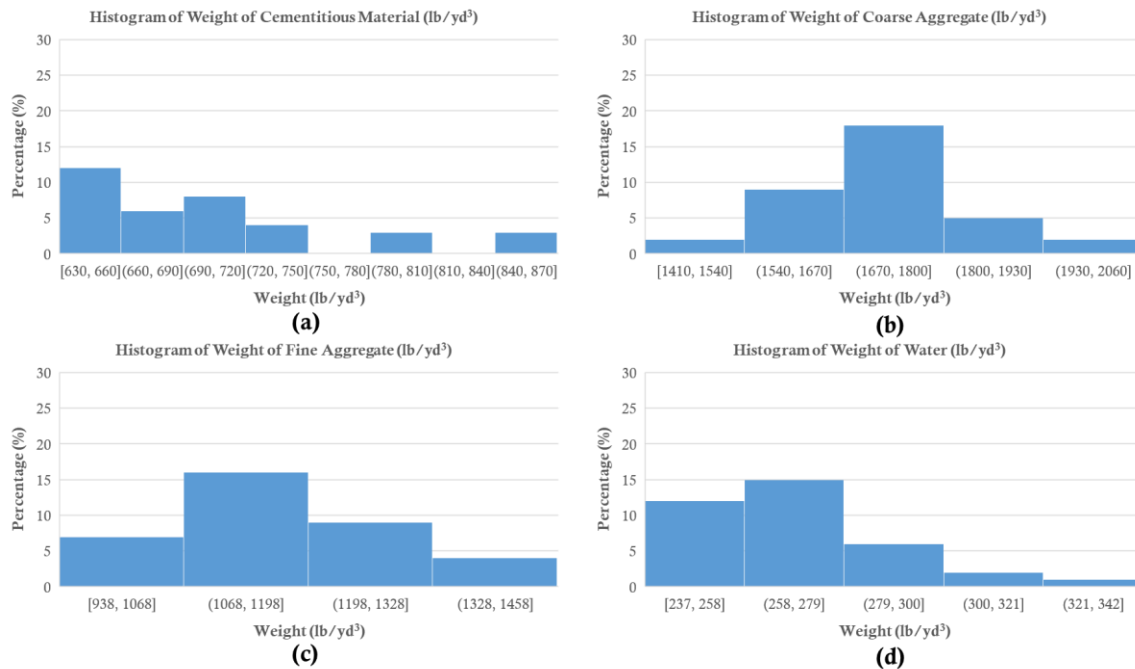 Histogram of Weight of Cementitious Material (lb/yd³)
Percentage (%)
30
25
20
15
10
5
0
[630, 660] (660, 690] (690, 720] (720, 750] (750, 780] (780, 810] (810, 840] (840, 870]
Weight (lb/yd³)
(a)
Histogram of Weight of Coarse Aggregate (lb/yd³)
Percentage (%)
30
25
20
15
10
5
0
[1410, 1540] (1540, 1670] (1670, 1800] (1800, 1930] (1930, 2060]
Weight (lb/yd³)
(b)
Histogram of Weight of Fine Aggregate (lb/yd³)
Percentage (%)
30
25
20
15
10
5
0
[938, 1068] (1068, 1198] (1198, 1328] (1328, 1458]
Weight (lb/yd³)
(c)
Histogram of Weight of Water (lb/yd³)
Percentage (%)
30
25
20
15
10
5
0
[237, 258] (258, 279] (279, 300] (300, 321] (321, 342]
Weight (lb/yd³)
(d)